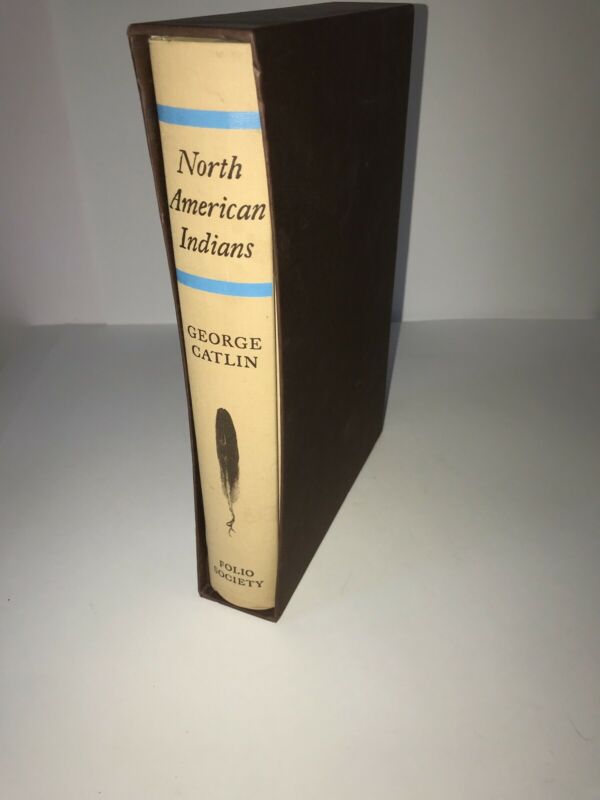 North
American
Indians
GEORGE
CATLIN
FOLIO
SOCIETY